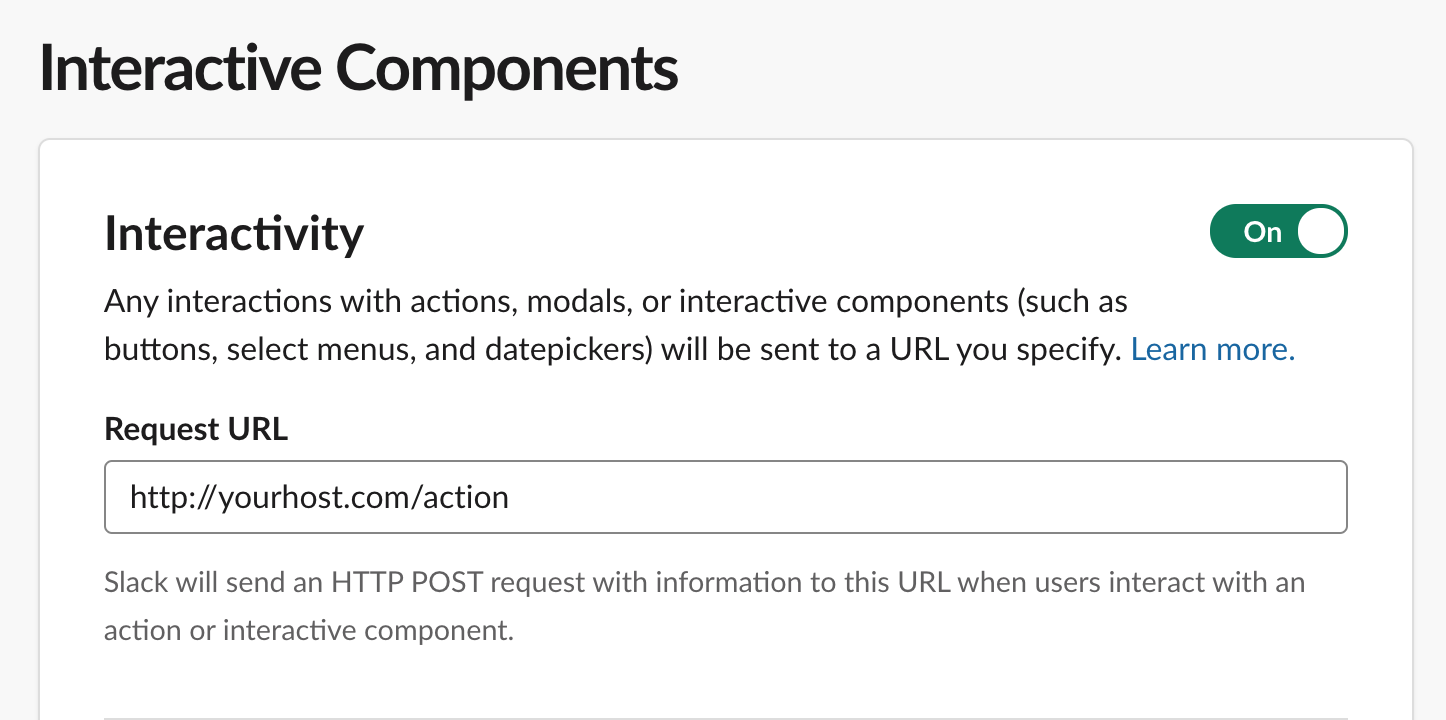 Interactive Components
Interactivity
On
Any interactions with actions, modals, or interactive components (such as
buttons, select menus, and datepickers) will be sent to a URL you specify. Learn more.
Request URL
http://yourhost.com/action
Slack will send an HTTP POST request with information to this URL when users interact with an
action or interactive component.